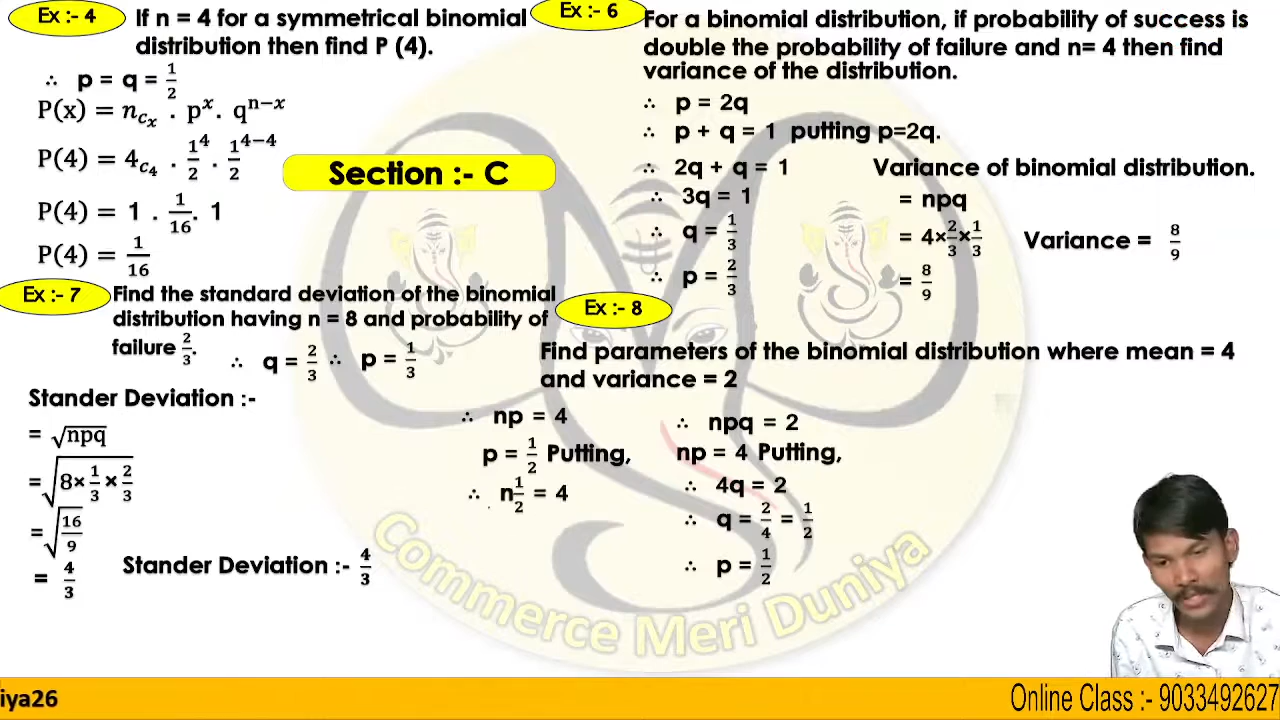 Ex :- 4
If n = 4 for a symmetrical binomial
distribution then find P (4).
∴ p = q = 1/2
P(x) = n_{c_x} . p^x. q^{n−x}
P(4) = 4_{c_4} . 1/2^4 . 1/2^{4−4}
P(4) = 1 . 1/16. 1
P(4) = 1/16
Section :- C
Ex :- 6
For a binomial distribution, if probability of success is
double the probability of failure and n= 4 then find
variance of the distribution.
∴ p = 2q
∴ p + q = 1 putting p=2q.
∴ 2q + q = 1
∴ 3q = 1
∴ q = 1/3
∴ p = 2/3
Variance of binomial distribution.
= npq
= 4×2/3×1/3
= 8/9
Variance = 8/9
Ex :- 7
Find the standard deviation of the binomial
distribution having n = 8 and probability of
failure 2/3.
∴ q = 2/3 ∴ p = 1/3
Stander Deviation :-
= √npq
= √8× 1/3 × 2/3
= √16/9
= 4/3
Stander Deviation :- 4/3
Ex :- 8
Find parameters of the binomial distribution where mean = 4
and variance = 2
∴ np = 4
p = 1/2 Putting,
∴ n1/2 = 4
∴ npq = 2
np = 4 Putting,
∴ 4q = 2
∴ q = 2/4 = 1/2
∴ p = 1/2
Commerce Meri Duniya
iya26
Online Class :- 9033492627